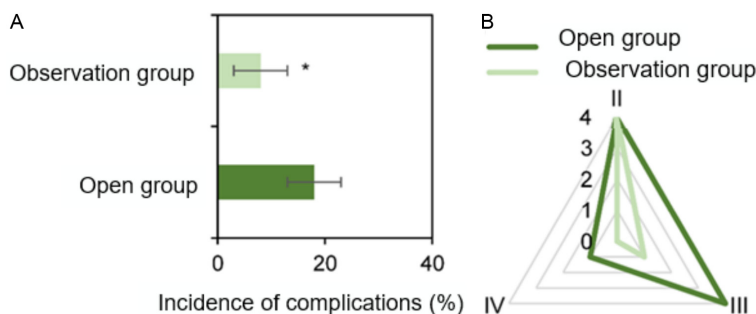 A
Observation group
*
Open group
0
20
40
Incidence of complications (%)
B
Open group
Observation group
II
4
3
2
1
0
IV
III